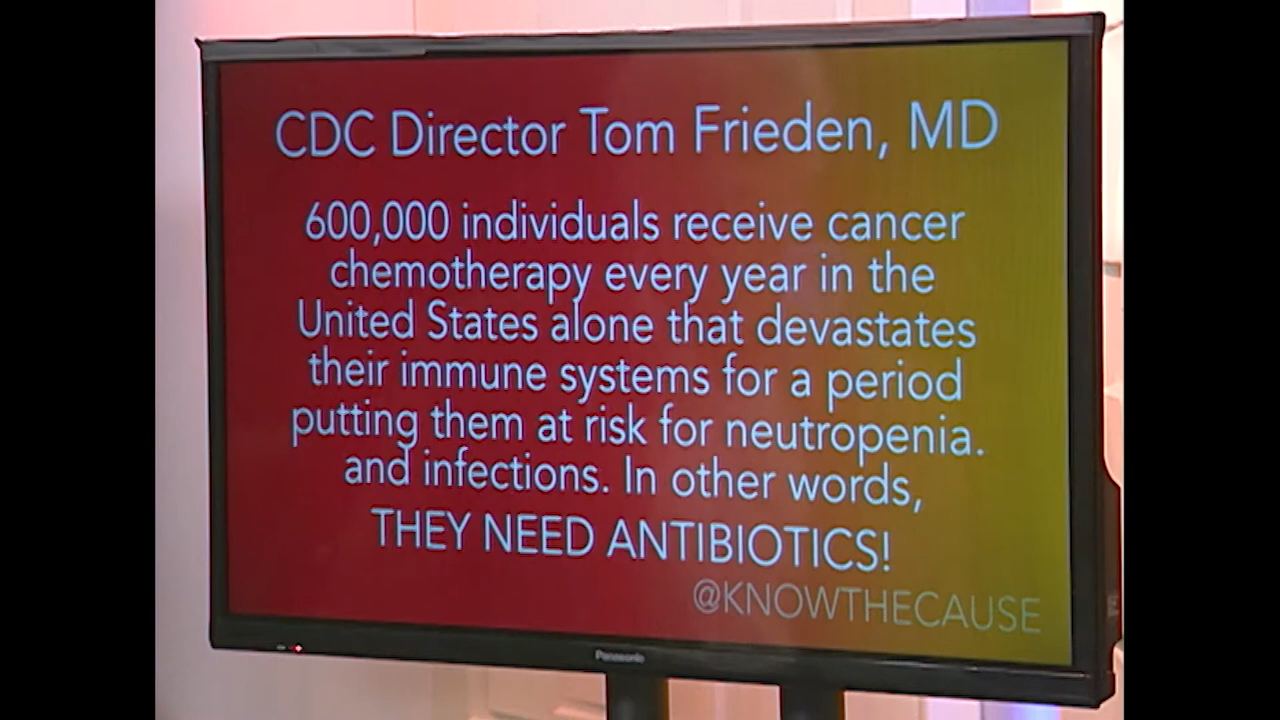 CDC Director Tom Frieden, MD
600,000 individuals receive cancer
chemotherapy every year in the
United States alone that devastates
their immune systems for a period
putting them at risk for neutropenia.
and infections. In other words,
THEY NEED ANTIBIOTICS!
@KNOWTHECAUSE
Panasonic